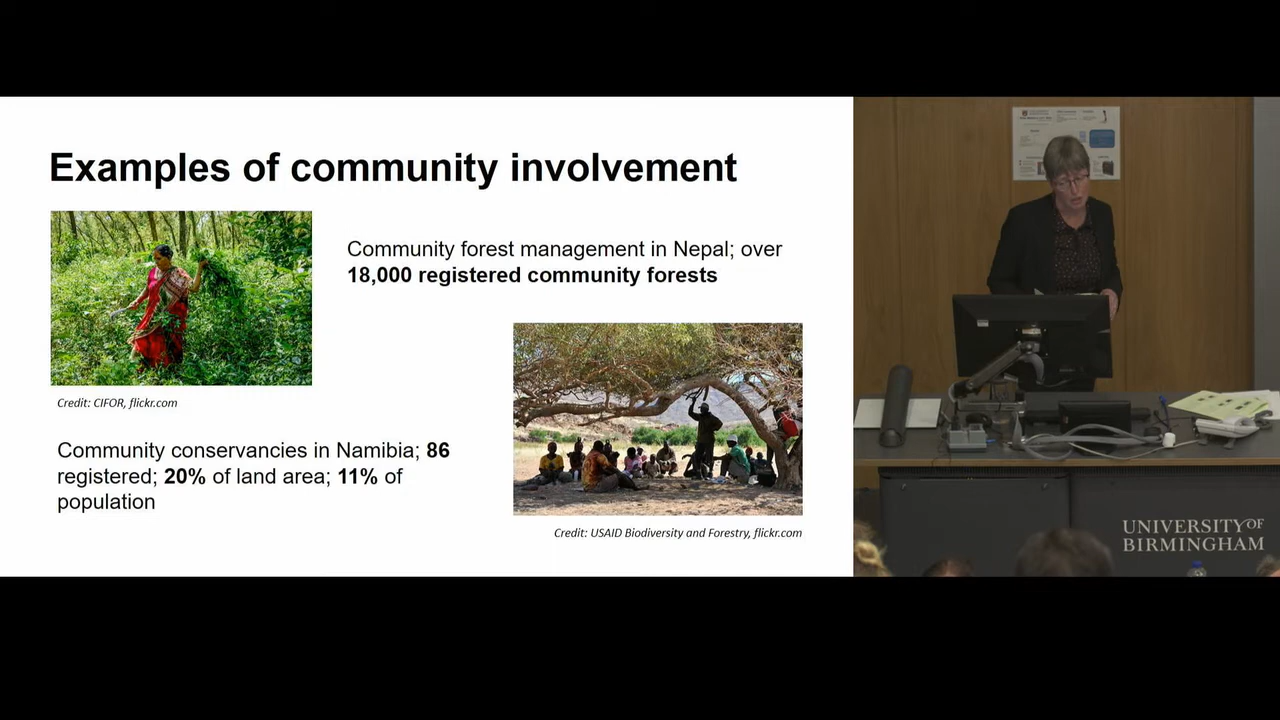 Examples of community involvement
Community forest management in Nepal; over
18,000 registered community forests
Credit: CIFOR, flickr.com
Community conservancies in Namibia; 86
registered; 20% of land area; 11% of
population
Credit: USAID Biodiversity and Forestry, flickr.com
UNIVERSITY OF
BIRMINGHAM